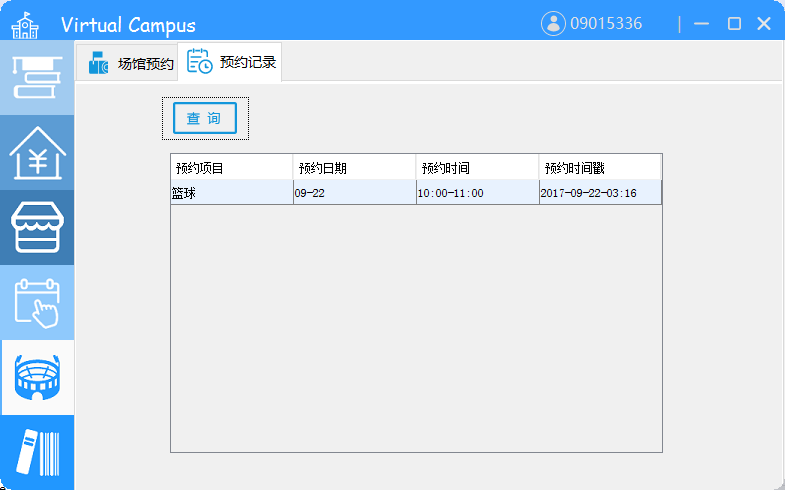 Virtual Campus
09015336
场馆预约 预约记录
查 询
预约项目 预约日期 预约时间 预约时间戳
篮球 09-22 10:00-11:00 2017-09-22-03:16